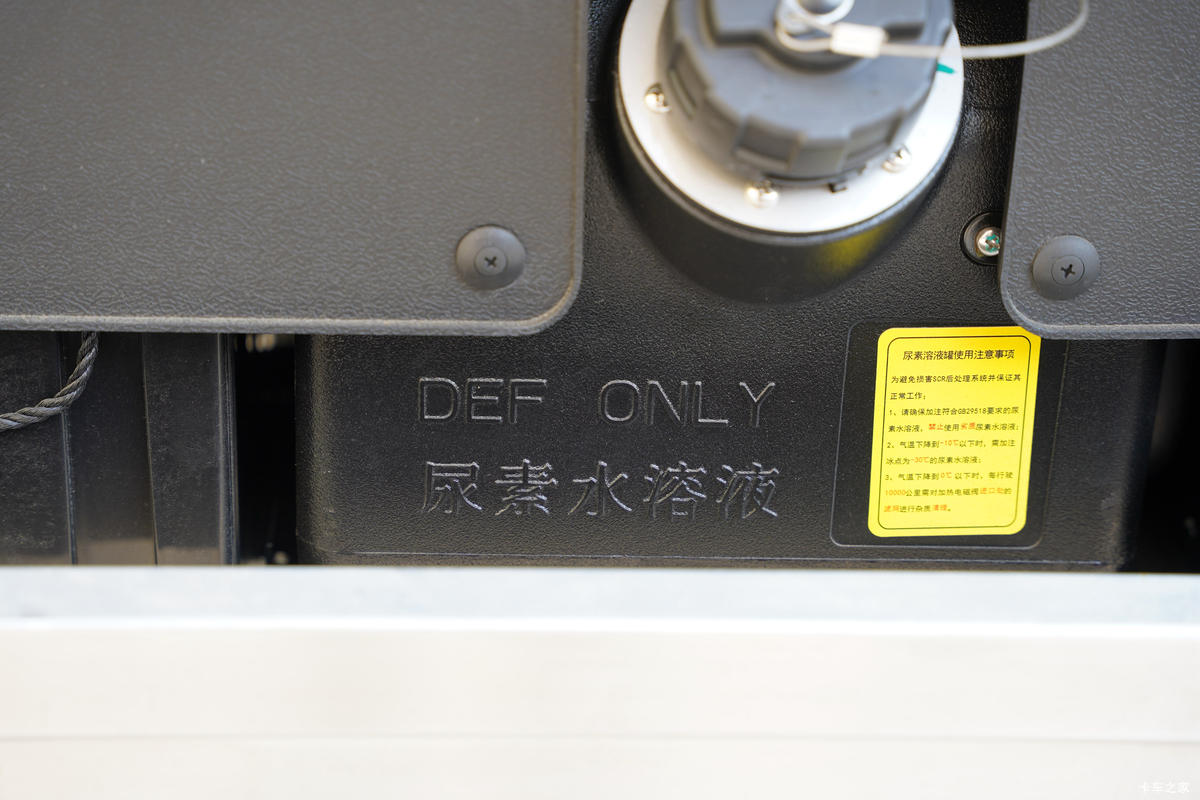 DEF ONLY
尿素水溶液
尿素溶液罐使用注意事项
为避免损害SCR后处理系统并保证其
正常工作：
1、请确保加注符合GB29518要求的尿
素水溶液，禁止使用劣质尿素水溶液；
2、气温下降到-10℃以下时，需加注
冰点为-30℃的尿素水溶液；
3、气温下降到0℃以下时，每行驶
10000公里需对加热电磁阀进口处的
滤网进行杂质清理。
卡车之家